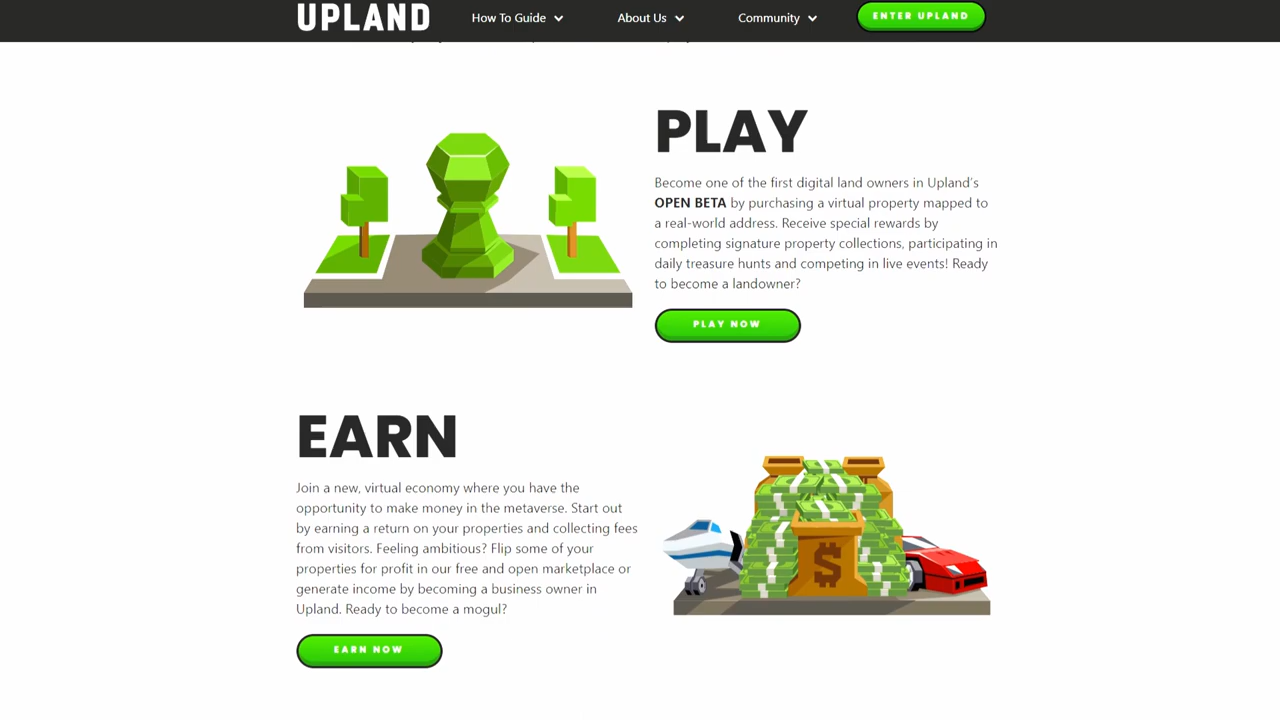 UPLAND
How To Guide
About Us
Community
ENTER UPLAND
PLAY
Become one of the first digital land owners in Upland's
OPEN BETA by purchasing a virtual property mapped to
a real-world address. Receive special rewards by
completing signature property collections, participating in
daily treasure hunts and competing in live events! Ready
to become a landowner?
PLAY NOW
EARN
Join a new, virtual economy where you have the
opportunity to make money in the metaverse. Start out
by earning a return on your properties and collecting fees
from visitors. Feeling ambitious? Flip some of your
properties for profit in our free and open marketplace or
generate income by becoming a business owner in
Upland. Ready to become a mogul?
EARN NOW
$